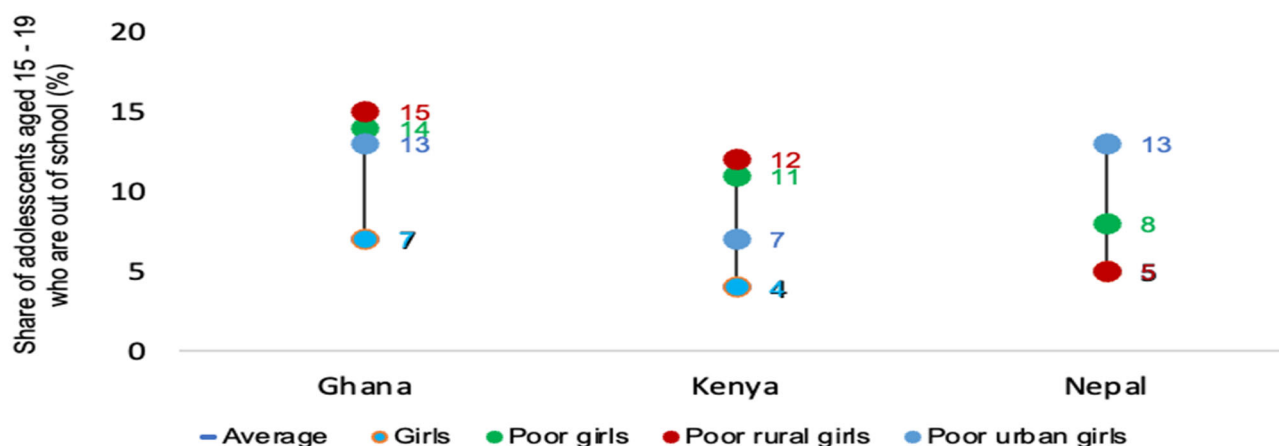 Share of adolesscents aged 15 - 19
who are out of school (%)
20
15
10
5
0
15
14
13
7
12
11
7
4
13
8
5
Ghana
Kenya
Nepal
Average
Girls
Poor girls
Poor rural girls
Poor urban girls